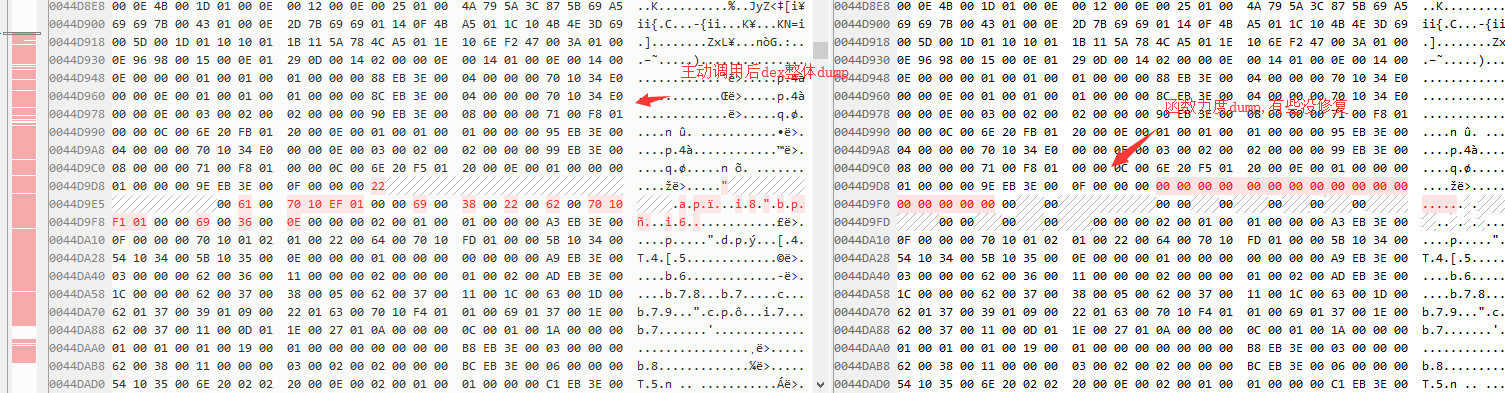 0044D8E8 00 0E 4B 00 1D 01 0E 00 00 12 00 0E 00 25 01 00 4A 79 5A 3C 87 5B 69 A5 ..K..........%..JyZ<‡[i¥
0044D900 69 69 7B 00 43 01 00 0E 2D 7B 69 69 01 14 0F 4B A5 01 1C 10 4B 4E 3D 69 ii{.C...-{ii...K¥...KN=i
0044D918 00 5D 00 1D 01 10 10 01 1B 11 5A 78 4C A5 01 1E 10 6E F2 47 00 3A 01 00 .]........ZxL¥...nòG.:..
0044D930 0E 96 98 00 15 00 0E 01 29 0D 00 14 00 0E 00 14 01 00 0E 00 14 00
主动调用后dex整体dump
0044D948 0E 00 00 00 01 00 01 00 01 00 00 00 88 EB 3E 00 04 00 00 00 70 10 34 E0
0044D960 00 00 0E 00 01 00 01 00 01 00 00 00 8C EB 3E 00 04 00 00 00 70 10 34 E0 ............Œë>.....p.4à
0044D978 00 00 0E 00 03 00 02 00 02 00 00 00 90 EB 3E 00 08 00 00 00 71 00 F8 01
0044D990 00 00 0C 00 6E 20 FB 01 20 00 0E 00 01 00 01 00 01 00 00 00 95 EB 3E 00 ....n û. ...........•ë>.
0044D9A8 04 00 00 00 70 10 34 E0 00 00 0E 00 03 00 02 00 02 00 00 00 99 EB 3E 00 ....p.4à............™ë>.
0044D9C0 08 00 00 00 71 00 F8 01 00 00 0C 00 6E 20 F5 01 20 00 0E 00 01 00 01 00 ....q.ø.....n õ. .......
0044D9D8 01 00 00 00 9E EB 3E 00 0F 00 00 00 22 ....žë>....."
0044D9E5 00 61 00 70 10 EF 01 00 00 69 00 38 00 22 00 62 00 70 10 .a.p.ï...i.8.".b.p.
0044D9F8 F1 01 00 00 69 00 36 00 0E 00 00 00 02 00 01 00 01 00 00 00 A3 EB 3E 00 ñ...i.6.............£ë>.
0044DA10 0F 00 00 00 70 10 01 02 01 00 22 00 64 00 70 10 FD 01 00 00 5B 10 34 00 ....p.....".d.p.ý...[.4.
0044DA28 54 10 34 00 5B 10 35 00 0E 00 00 00 01 00 00 00 00 00 00 00 A9 EB 3E 00 T.4.[.5.............©ë>.
0044DA40 03 00 00 00 62 00 36 00 11 00 00 00 02 00 01 00 01 00 02 00 AD EB 3E 00 ....b.6..............ë>.
0044DA58 1C 00 00 00 62 00 37 00 38 00 05 00 62 00 37 00 11 00 1C 00 63 00 1D 00 ....b.7.8...b.7.....c...
0044DA70 62 01 37 00 39 01 09 00 22 01 63 00 70 10 F4 01 01 00 69 01 37 00 1E 00 b.7.9...".c.p.ô...i.7...
0044DA88 62 00 37 00 11 00 0D 01 1E 00 27 01 0A 00 00 00 0C 00 01 00 1A 00 00 00 b.7.......'.............
0044DAA0 01 00 01 00 01 00 19 00 01 00 00 00 00 00 00 00 B8 EB 3E 00 03 00 00 00 ................¸ë>.....
0044DAB8 62 00 38 00 11 00 00 00 03 00 02 00 02 00 00 00 BC EB 3E 00 06 00 00 00 b.8.............¼ë>.....
0044DAD0 54 10 35 00 6E 20 02 02 20 00 0E 00 02 00 01 00 01 00 00 00 C1 EB 3E 00 T.5.n .. ...........Áë>.
0044D8E8 00 0E 4B 00 1D 01 0E 00 00 12 00 0E 00 25 01 00 4A 79 5A 3C 87 5B 69 A5 ..K.........
0044D900 69 69 7B 00 43 01 00 0E 2D 7B 69 69 01 14 0F 4B A5 01 1C 10 4B 4E 3D 69 ii{.C...-{ii
0044D918 00 5D 00 1D 01 10 10 01 1B 11 5A 78 4C A5 01 1E 10 6E F2 47 00 3A 01 00 .]........Zx
0044D930 0E 96 98 00 15 00 0E 01 29 0D 00 14 00 0E 00 14 01 00 0E 00 14 00
0044D948 0E 00 00 00 01 00 01 00 01 00 00 00 88 EB 3E 00 04 00 00 00 70 10 34 E0
0044D960 00 00 0E 00 01 00 01 00 01 00 00 00 8C EB 3E 00 04 00 00 00 70 10 34 E0
函数力度dump,有些没修复
0044D978 00 00 0E 00 03 00 02 00 02 00 00 00 90 EB 3E 00 08 00 00 00 71 00 F8 01
0044D990 00 00 0C 00 6E 20 FB 01 20 00 0E 00 01 00 01 00 01 00 00 00 95 EB 3E 00 ....n û. ...
0044D9A8 04 00 00 00 70 10 34 E0 00 00 0E 00 03 00 02 00 02 00 00 00 99 EB 3E 00 ....p.4à....
0044D9C0 08 00 00 00 71 00 F8 01 00 00 0C 00 6E 20 F5 01 20 00 0E 00 01 00 01 00 ....q.ø.....
0044D9D8 01 00 00 00 9E EB 3E 00 0F 00 00 00 00 00 00 00 00 00 00 00 00 00 00 00 ....žë>.....
0044D9F0 00 00 00 00 00 00 00 00 00
0044D9FD 00 00 00 02 00 01 00 01 00 00 00 A3 EB 3E 00
0044DA10 0F 00 00 00 70 10 01 02 01 00 22 00 64 00 70 10 FD 01 00 00 5B 10 34 00 ....p.....".
0044DA28 54 10 34 00 5B 10 35 00 0E 00 00 00 01 00 00 00 00 00 00 00 A9 EB 3E 00 T.4.[.5.....
0044DA40 03 00 00 00 62 00 36 00 11 00 00 00 02 00 01 00 01 00 02 00 AD EB 3E 00 ....b.6.....
0044DA58 1C 00 00 00 62 00 37 00 38 00 05 00 62 00 37 00 11 00 1C 00 63 00 1D 00 ....b.7.8...
0044DA70 62 01 37 00 39 01 09 00 22 01 63 00 70 10 F4 01 01 00 69 01 37 00 1E 00 b.7.9...".c.
0044DA88 62 00 37 00 11 00 0D 01 1E 00 27 01 0A 00 00 00 0C 00 01 00 1A 00 00 00 b.7.......'.
0044DAA0 01 00 01 00 01 00 19 00 01 00 00 00 00 00 00 00 B8 EB 3E 00 03 00 00 00 ............
0044DAB8 62 00 38 00 11 00 00 00 03 00 02 00 02 00 00 00 BC EB 3E 00 06 00 00 00 b.8.........
0044DAD0 54 10 35 00 6E 20 02 02 20 00 0E 00 02 00 01 00 01 00 00 00 C1 EB 3E 00 T.5.n .. ...